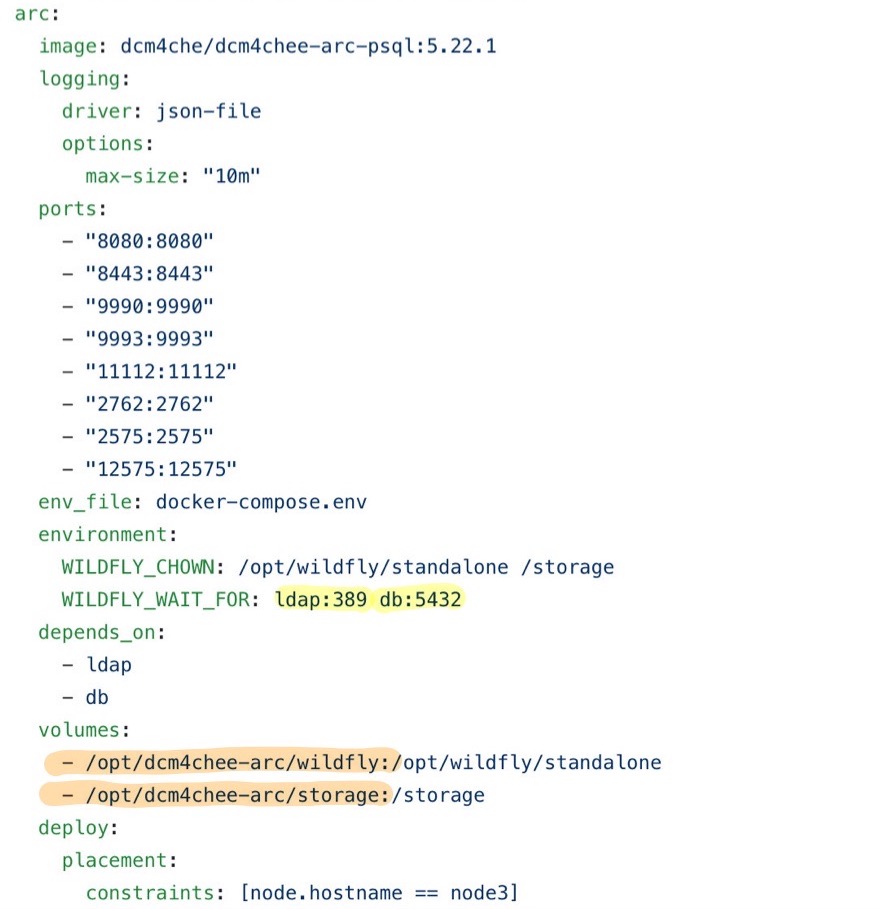 arc:
  image: dcm4che/dcm4chee-arc-psql:5.22.1
  logging:
    driver: json-file
    options:
      max-size: "10m"
  ports:
    - "8080:8080"
    - "8443:8443"
    - "9990:9990"
    - "9993:9993"
    - "11112:11112"
    - "2762:2762"
    - "2575:2575"
    - "12575:12575"
  env_file: docker-compose.env
  environment:
    WILDFLY_CHOWN: /opt/wildfly/standalone /storage
    WILDFLY_WAIT_FOR: ldap:389 db:5432
  depends_on:
    - ldap
    - db
  volumes:
    - /opt/dcm4chee-arc/wildfly:/opt/wildfly/standalone
    - /opt/dcm4chee-arc/storage:/storage
  deploy:
    placement:
      constraints: [node.hostname == node3]